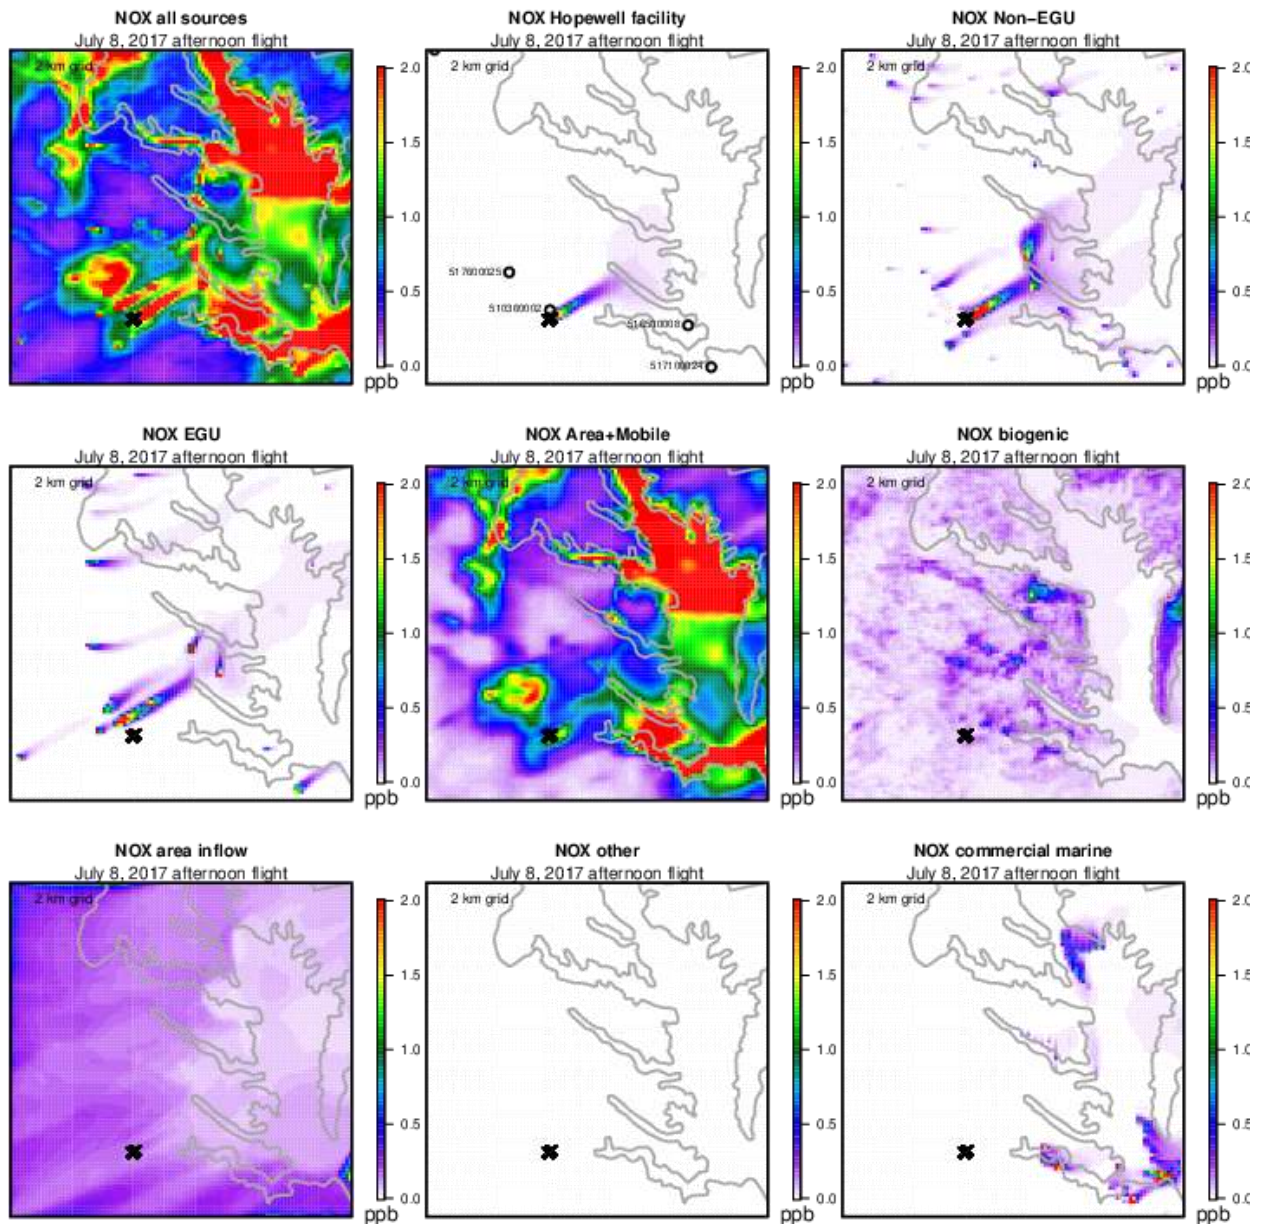 NOX all sources
July 8, 2017 afternoon flight
2 km grid
2.0
1.5
1.0
0.5
0.0
ppb
NOX Hopewell facility
July 8, 2017 afternoon flight
2 km grid
517600025
510360002
516500008
517100024
2.0
1.5
1.0
0.5
0.0
ppb
NOX Non−EGU
July 8, 2017 afternoon flight
2 km grid
2.0
1.5
1.0
0.5
0.0
ppb
NOX EGU
July 8, 2017 afternoon flight
2 km grid
2.0
1.5
1.0
0.5
0.0
ppb
NOX Area+Mobile
July 8, 2017 afternoon flight
2 km grid
2.0
1.5
1.0
0.5
0.0
ppb
NOX biogenic
July 8, 2017 afternoon flight
2 km grid
2.0
1.5
1.0
0.5
0.0
ppb
NOX area inflow
July 8, 2017 afternoon flight
2 km grid
2.0
1.5
1.0
0.5
0.0
ppb
NOX other
July 8, 2017 afternoon flight
2 km grid
2.0
1.5
1.0
0.5
0.0
ppb
NOX commercial marine
July 8, 2017 afternoon flight
2 km grid
2.0
1.5
1.0
0.5
0.0
ppb